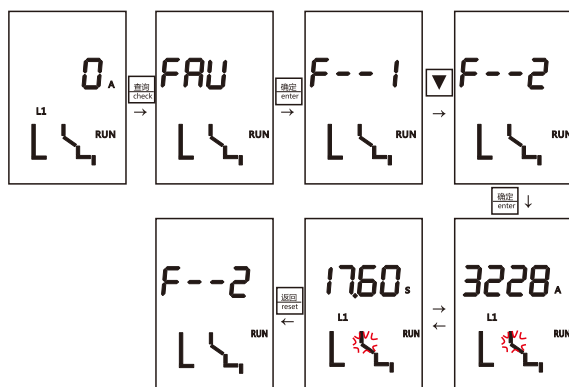 0 A
L1
RUN
查询
check
FAU
RUN
确定
enter
F--1
RUN
F--2
RUN
确定
enter
3228 A
L1
RUN
17.60 S
L1
RUN
返回
reset
F--2
RUN